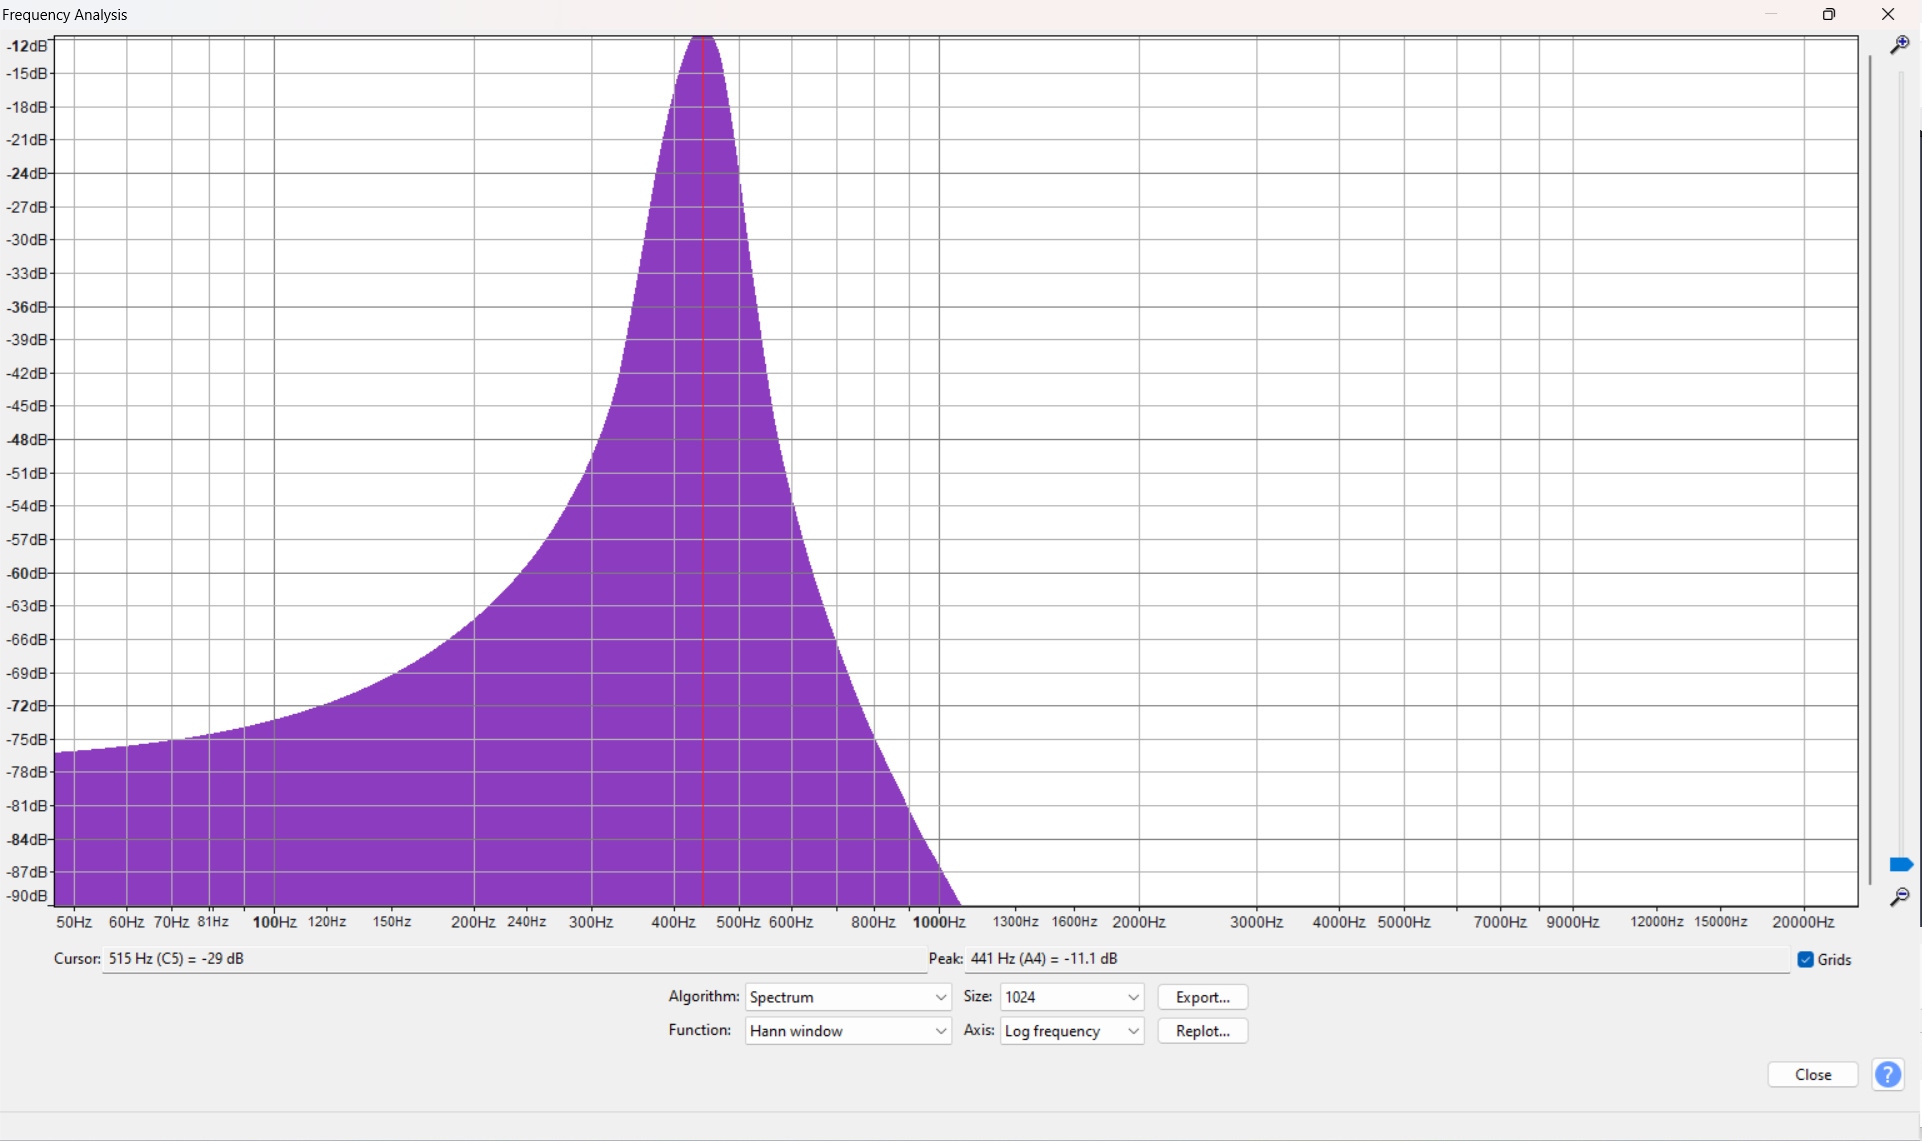 Frequency Analysis
-12dB
-15dB
-18dB
-21dB
-24dB
-27dB
-30dB
-33dB
-36dB
-39dB
-42dB
-45dB
-48dB
-51dB
-54dB
-57dB
-60dB
-63dB
-66dB
-69dB
-72dB
-75dB
-78dB
-81dB
-84dB
-87dB
-90dB
50Hz 60Hz 70Hz 81Hz 100Hz 120Hz 150Hz 200Hz 240Hz 300Hz 400Hz 500Hz 600Hz 800Hz 1000Hz 1300Hz 1600Hz 2000Hz 3000Hz 4000Hz 5000Hz 7000Hz 9000Hz 12000Hz 15000Hz 20000Hz
Cursor: 515 Hz (C5) = -29 dB Peak: 441 Hz (A4) = -11.1 dB Grids
Algorithm: Spectrum Size: 1024 Export...
Function: Hann window Axis: Log frequency Replot...
Close ?